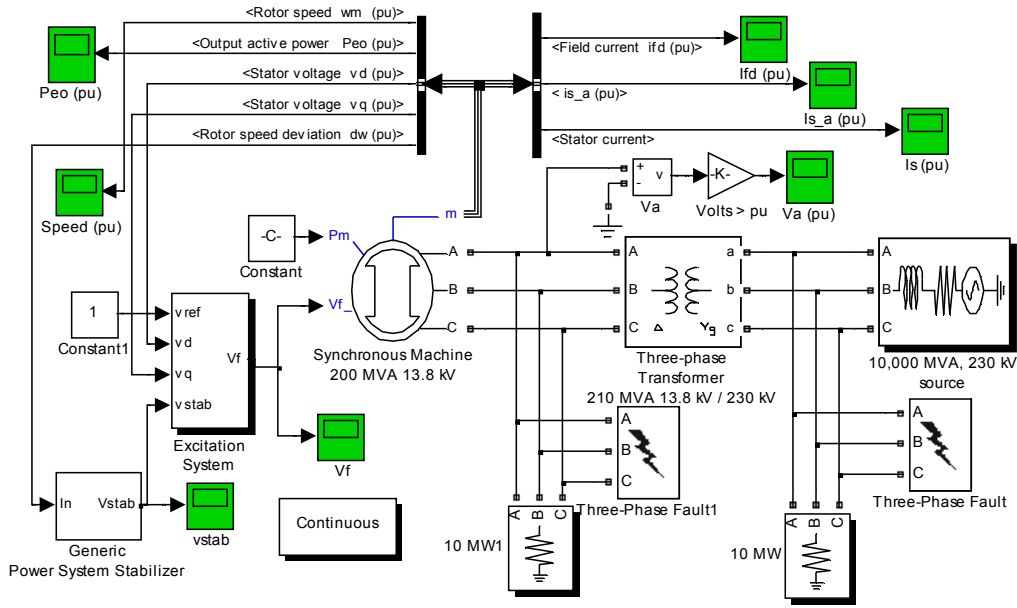 <Rotor speed wm (pu)>
<Output active power Peo (pu)>
<Stator voltage vd (pu)>
<Stator voltage vq (pu)>
<Rotor speed deviation dw (pu)>
Peo (pu)
Speed (pu)
<Field current ifd (pu)>
< is_a (pu)>
<Stator current>
Ifd (pu)
Is_a (pu)
Is (pu)
+
-
v
Va
-K-
Volts > pu
Va (pu)
m
-C-
Constant
Pm
Vf_
A
B
C
Synchronous Machine
200 MVA 13.8 kV
A
B
C
a
b
c
Δ
Yg
Three-phase
Transformer
210 MVA 13.8 kV / 230 kV
A
B
C
10,000 MVA, 230 kV
source
1
Constant1
vref
vd
vq
vstab
Vf
Excitation
System
Vf
In
Vstab
Generic
Power System Stabilizer
vstab
Continuous
A
B
C
Three-Phase Fault1
A
B
C
10 MW1
A
B
C
Three-Phase Fault
A
B
C
10 MW